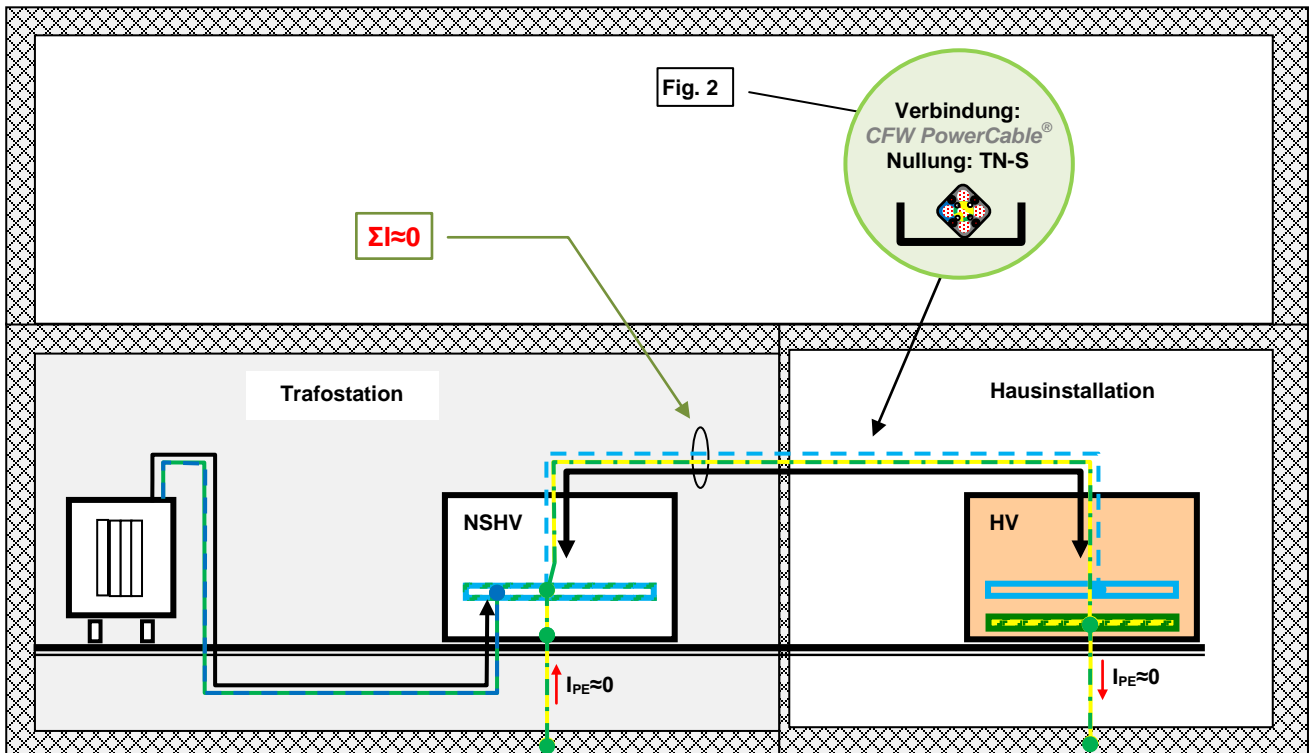 Fig. 2
Verbindung:
CFW PowerCable®
Nullung: TN-S
ΣI≈0
Trafostation
Hausinstallation
NSHV
HV
IPE≈0
IPE≈0